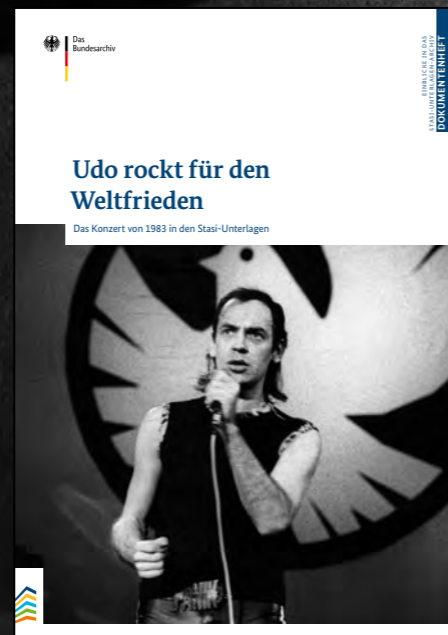 Das
Bundesarchiv
EINBLICKE IN DAS
STASI-UNTERLAGEN-ARCHIV
DOKUMENTENHEFT
Udo rockt für den
Weltfrieden
Das Konzert von 1983 in den Stasi-Unterlagen